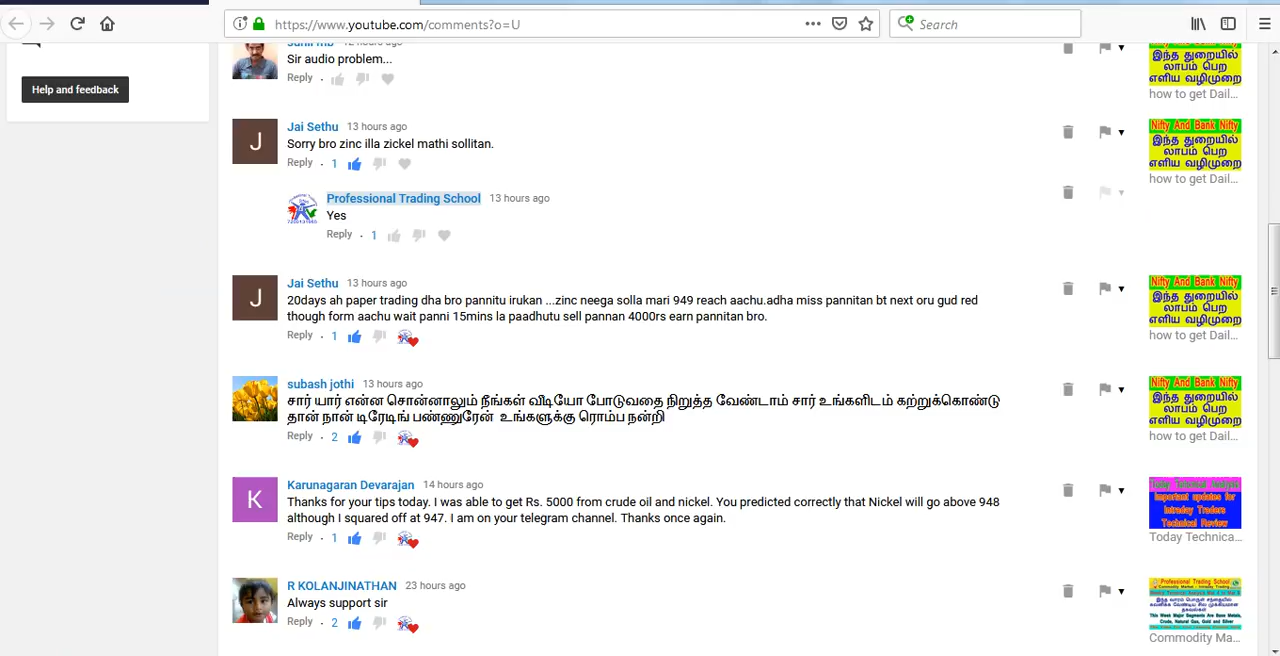 https://www.youtube.com/comments?o=U
Search
Help and feedback
sunil mb 12 hours ago
Sir audio problem...
Reply
how to get Dail...
Jai Sethu 13 hours ago
Sorry bro zinc illa zickel mathi sollitan.
Reply . 1
Nifty And Bank Nifty
இந்த துறையில்
லாபம் பெற
எளிய வழிமுறை
how to get Dail...
Professional Trading School 13 hours ago
Yes
Reply . 1
Jai Sethu 13 hours ago
20days ah paper trading dha bro pannitu irukan ...zinc neega solla mari 949 reach aachu.adha miss pannitan bt next oru gud red
though form aachu wait panni 15mins la paadhutu sell pannan 4000rs earn pannitan bro.
Reply . 1
Nifty And Bank Nifty
இந்த துறையில்
லாபம் பெற
எளிய வழிமுறை
how to get Dail...
subash jothi 13 hours ago
சார் யார் என்ன சொன்னாலும் நீங்கள் வீடியோ போடுவதை நிறுத்த வேண்டாம் சார் உங்களிடம் கற்றுக்கொண்டு
தான் நான் டிரேடிங் பண்ணுரேன் உங்களுக்கு ரொம்ப நன்றி
Reply . 2
Nifty And Bank Nifty
இந்த துறையில்
லாபம் பெற
எளிய வழிமுறை
how to get Dail...
Karunagaran Devarajan 14 hours ago
Thanks for your tips today. I was able to get Rs. 5000 from crude oil and nickel. You predicted correctly that Nickel will go above 948
although I squared off at 947. I am on your telegram channel. Thanks once again.
Reply . 1
Important updates for
Intraday Traders
Technical Review
Today Technica...
R KOLANJINATHAN 23 hours ago
Always support sir
Reply . 2
Professional Trading School
Commodity Ma...